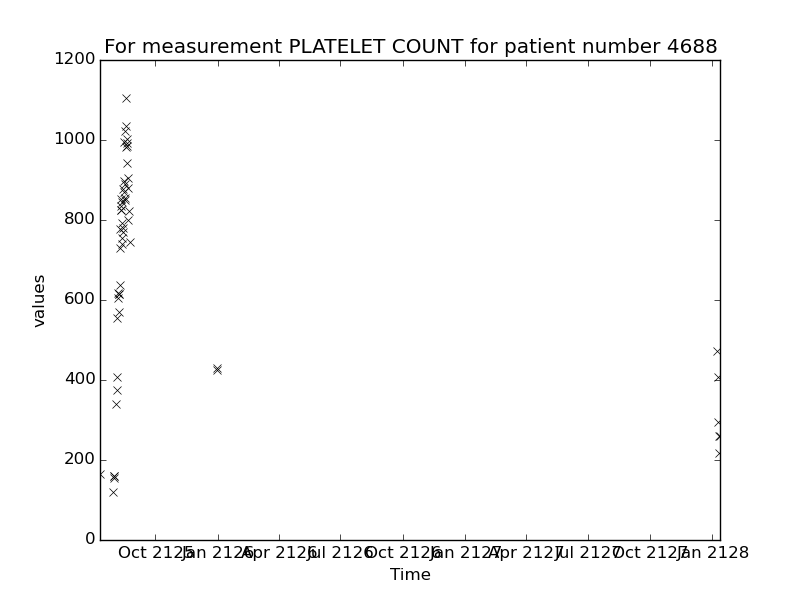 For measurement PLATELET COUNT for patient number 4688
1200
1000
800
600
400
200
0
values
Oct 2125 Jan 2126 Apr 2126 Jul 2126 Oct 2126 Jan 2127 Apr 2127 Jul 2127 Oct 2127 Jan 2128
Time